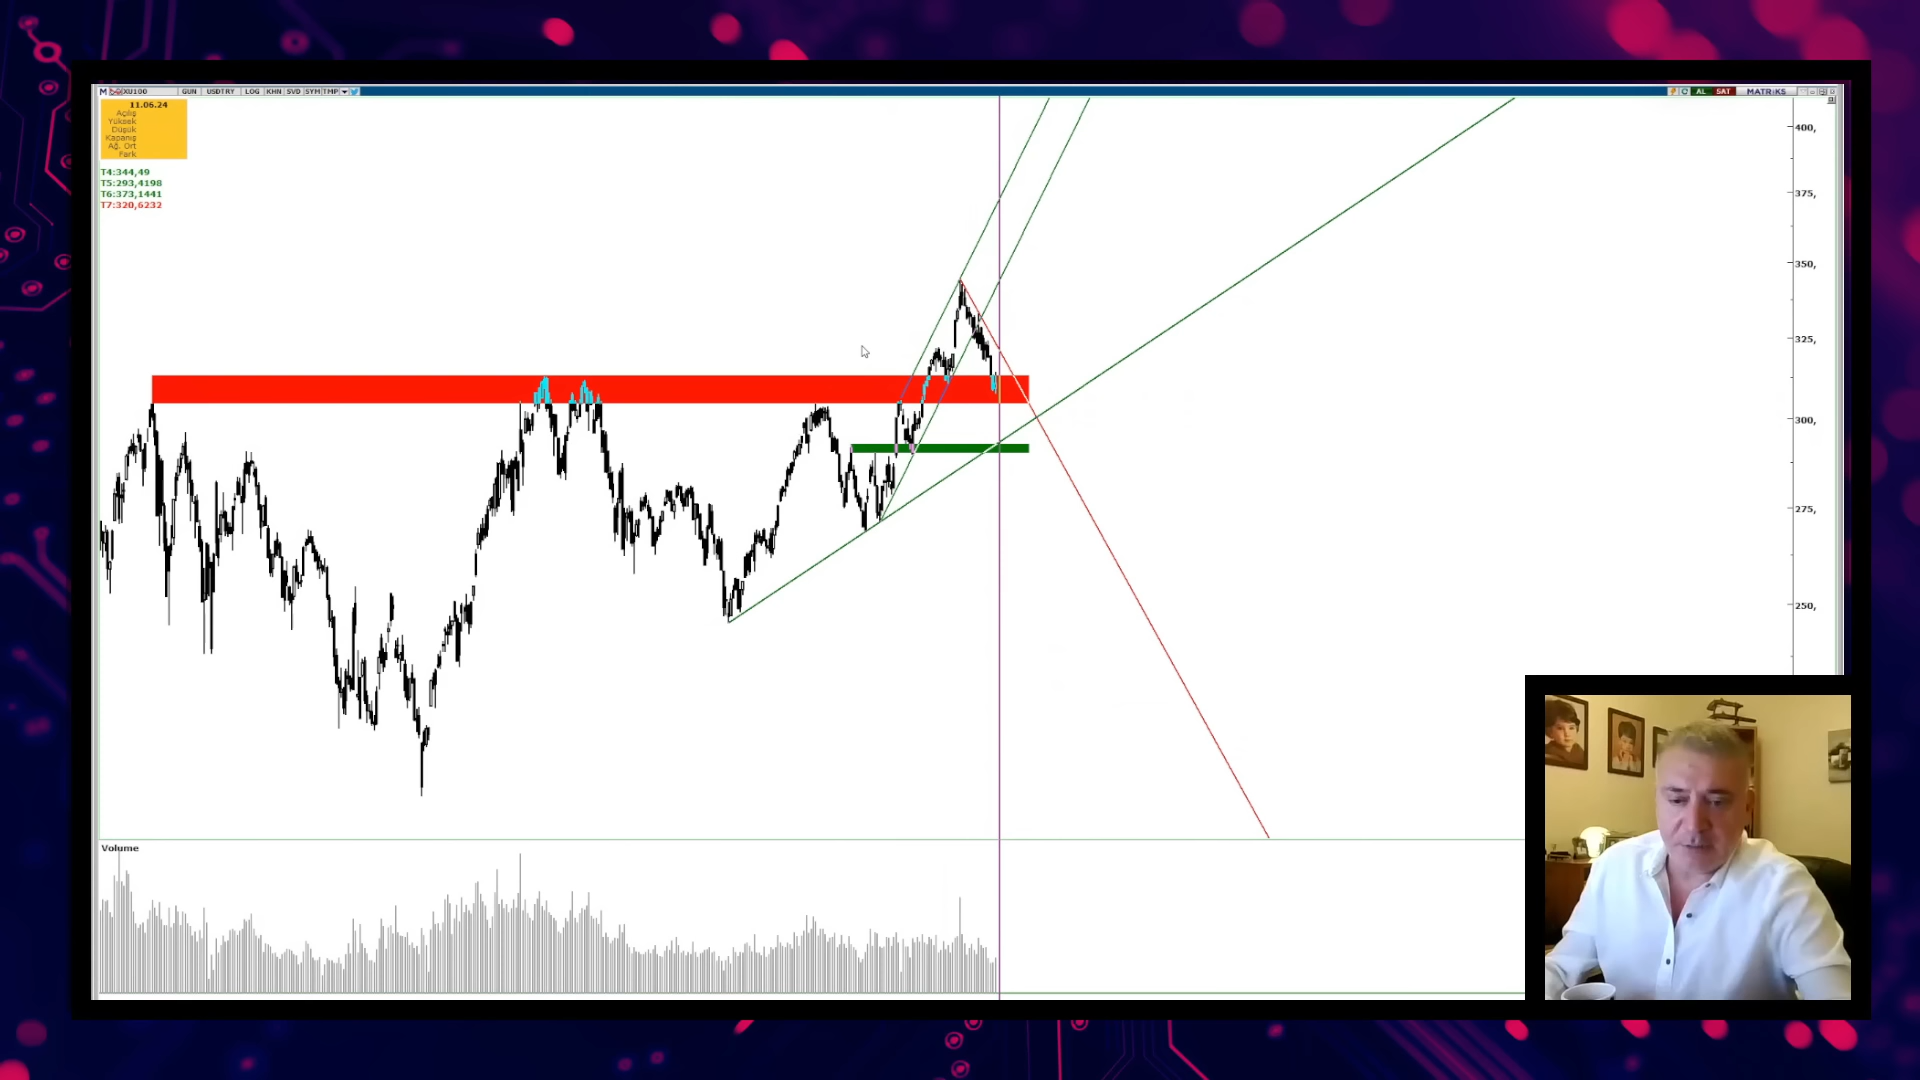 M XU100 GUN USDTRY LOG KHN SVD SYM TMP AL SAT MATRIKS
11.06.24
Açılış
Yüksek
Düşük
Kapanış
Ağ. Ort
Fark
T4:344,49
T5:293,4198
T6:373,1441
T7:320,6232
400,
375,
350,
325,
300,
275,
250,
Volume